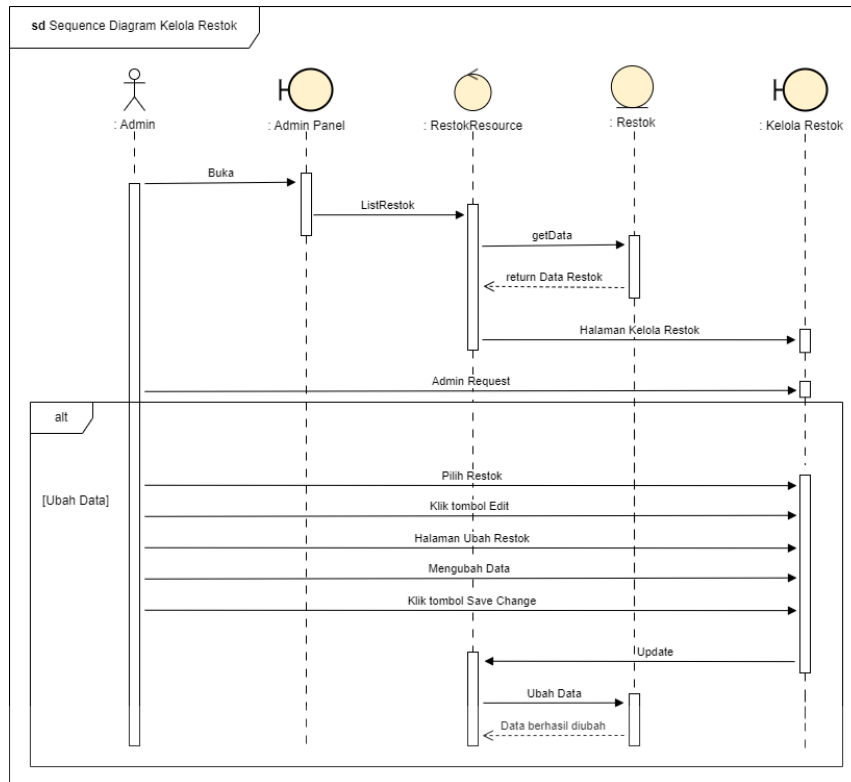 sd Sequence Diagram Kelola Restok
: Admin
: Admin Panel
: RestokResource
: Restok
: Kelola Restok
Buka
ListRestok
getData
return Data Restok
Halaman Kelola Restok
Admin Request
alt
[Ubah Data]
Pilih Restok
Klik tombol Edit
Halaman Ubah Restok
Mengubah Data
Klik tombol Save Change
Update
Ubah Data
Data berhasil diubah